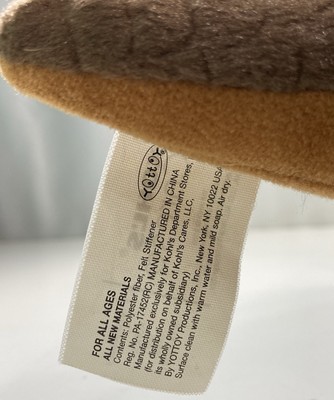 YOTTOY
FOR ALL AGES
ALL NEW MATERIALS
Contents: Polyester fiber, Felt Stiffener
Reg. No. PA-17452(RC) MANUFACTURED IN CHINA
Manufactured exclusively for Kohl's Department Stores,
(for distribution on behalf of Kohl's Cares, LLC,
its wholly owned subsidiary)
By YOTTOY Productions, Inc. New York, NY 10022 USA
Surface clean with warm water and mild soap. Air dry.